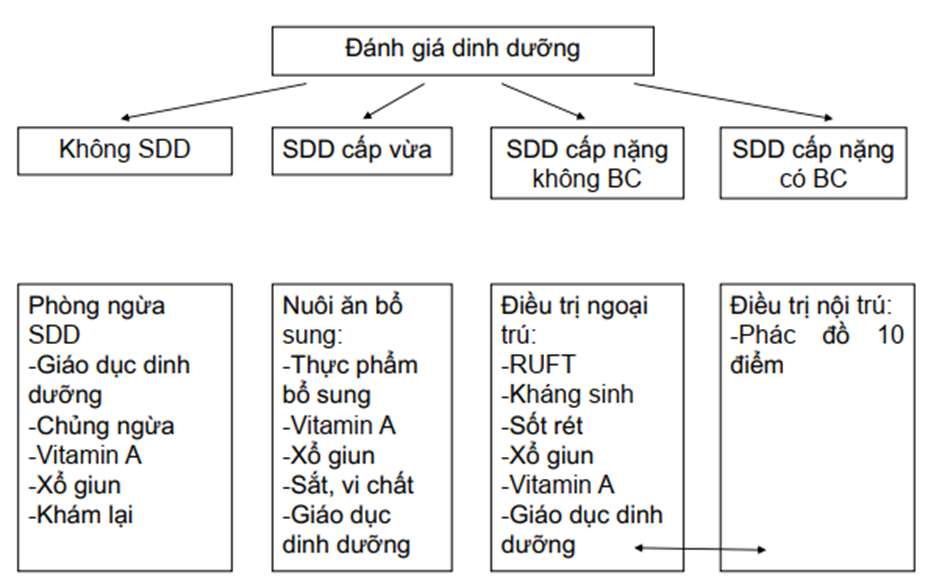 Đánh giá dinh dưỡng
Không SDD
SDD cấp vừa
SDD cấp nặng
không BC
SDD cấp nặng
có BC
Phòng ngừa
SDD
-Giáo dục dinh
dưỡng
-Chủng ngừa
-Vitamin A
-Xổ giun
-Khám lại
Nuôi ăn bổ
sung:
-Thực phẩm
bổ sung
-Vitamin A
-Xổ giun
-Sắt, vi chất
-Giáo dục
dinh dưỡng
Điều trị ngoại
trú:
-RUFT
-Kháng sinh
-Sốt rét
-Xổ giun
-Vitamin A
-Giáo dục dinh
dưỡng
Điều trị nội trú:
-Phác đồ 10
điểm